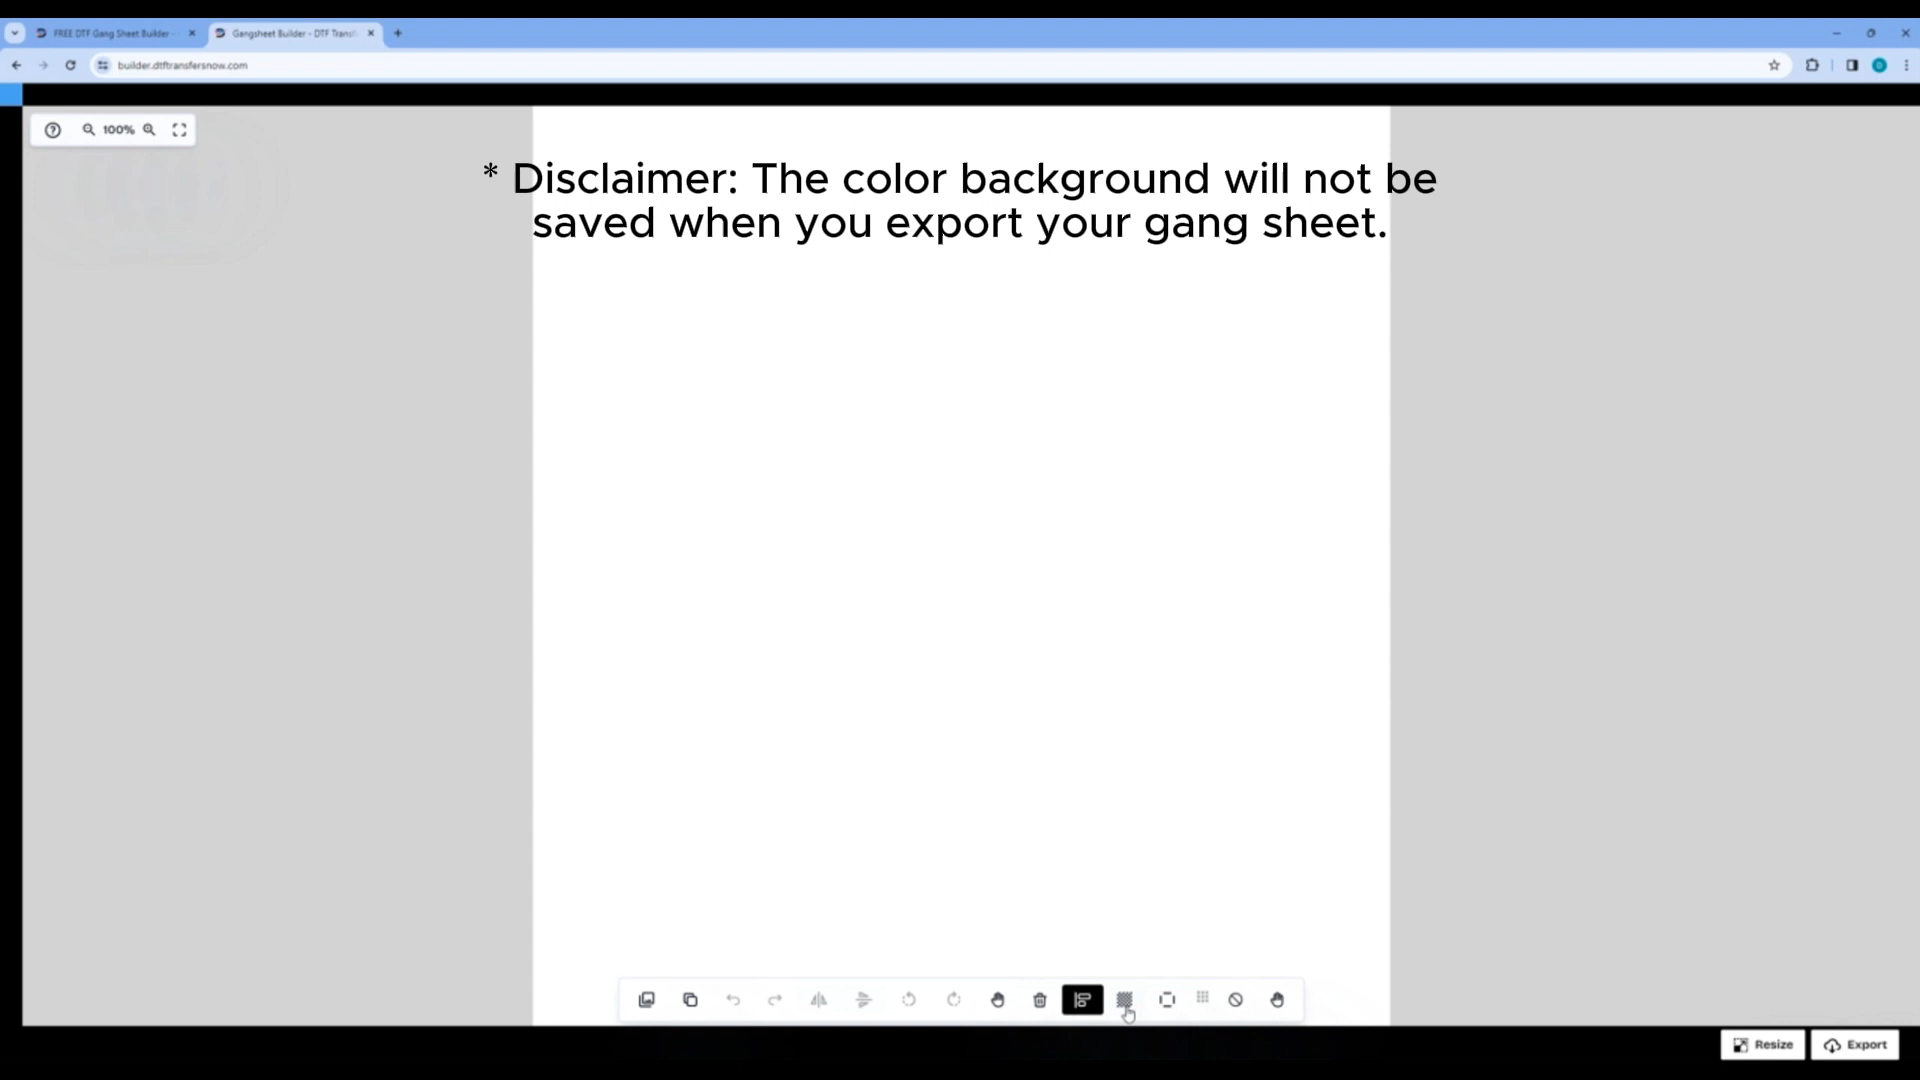 FREE DTF Gang Sheet Builder -
Gangsheet Builder - DTF Transf
builder.dtftransfersnow.com
100%
* Disclaimer: The color background will not be
saved when you export your gang sheet.
Resize
Export